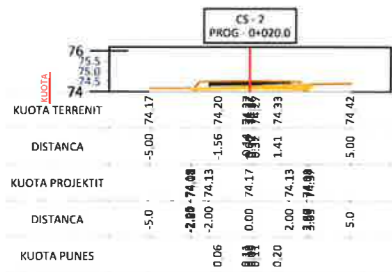 CS - 2
PROG - 0+020.0
76
75.5
75.0
74.5
74
KUOTA
KUOTA TERRENIT 74.17 74.20 74.33 74.42
DISTANCA -5.00 -1.56 1.41 5.00
KUOTA PROJEKTIT 74.13 74.17 74.13
DISTANCA -5.0 -2.00 0.00 2.00 5.0
KUOTA PUNES 0.06 0.11 0.20